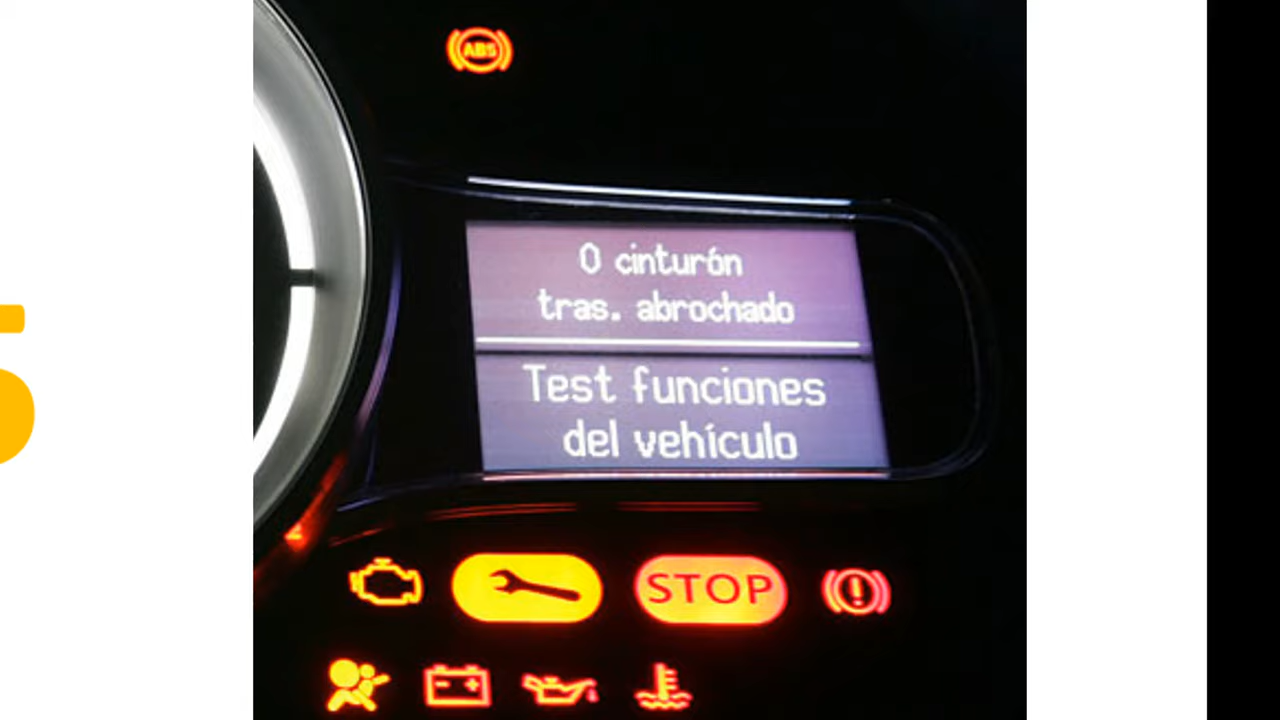 ABS
0 cinturón
tras. abrochado
Test funciones
del vehículo
STOP